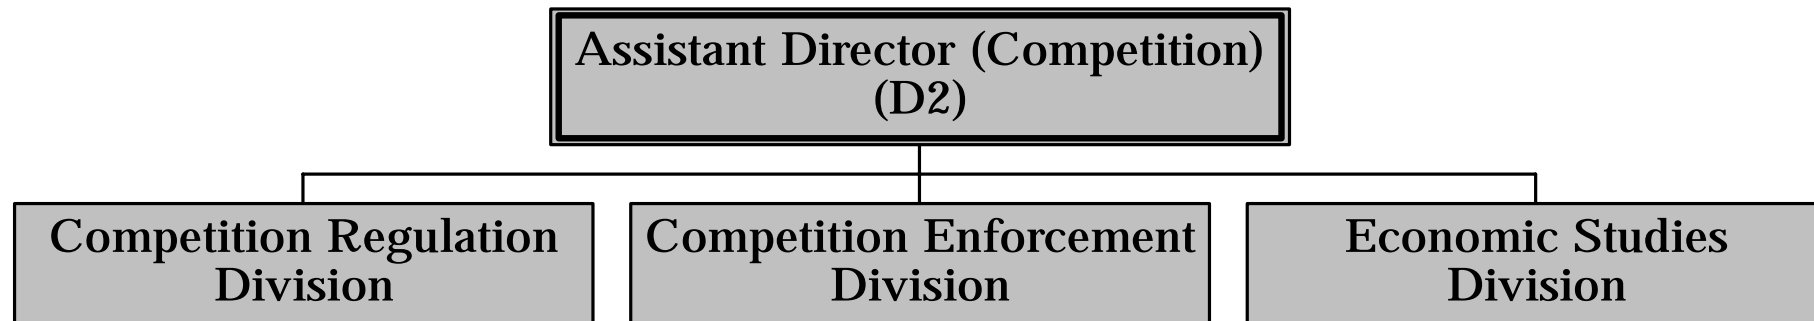 Assistant Director (Competition)
(D2)
Competition Regulation
Division
Competition Enforcement
Division
Economic Studies
Division